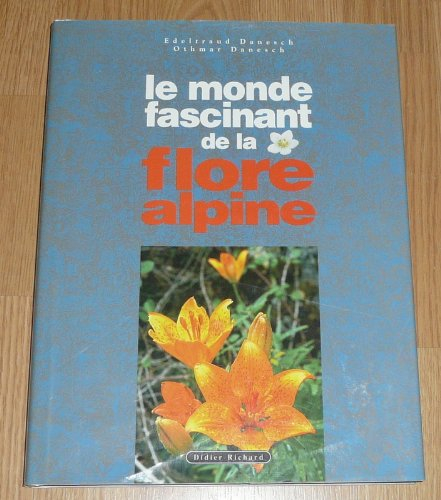 Edeltraud Danesch
Othmar Danesch
le monde
fascinant
de la
flore
alpine
Didier Richard